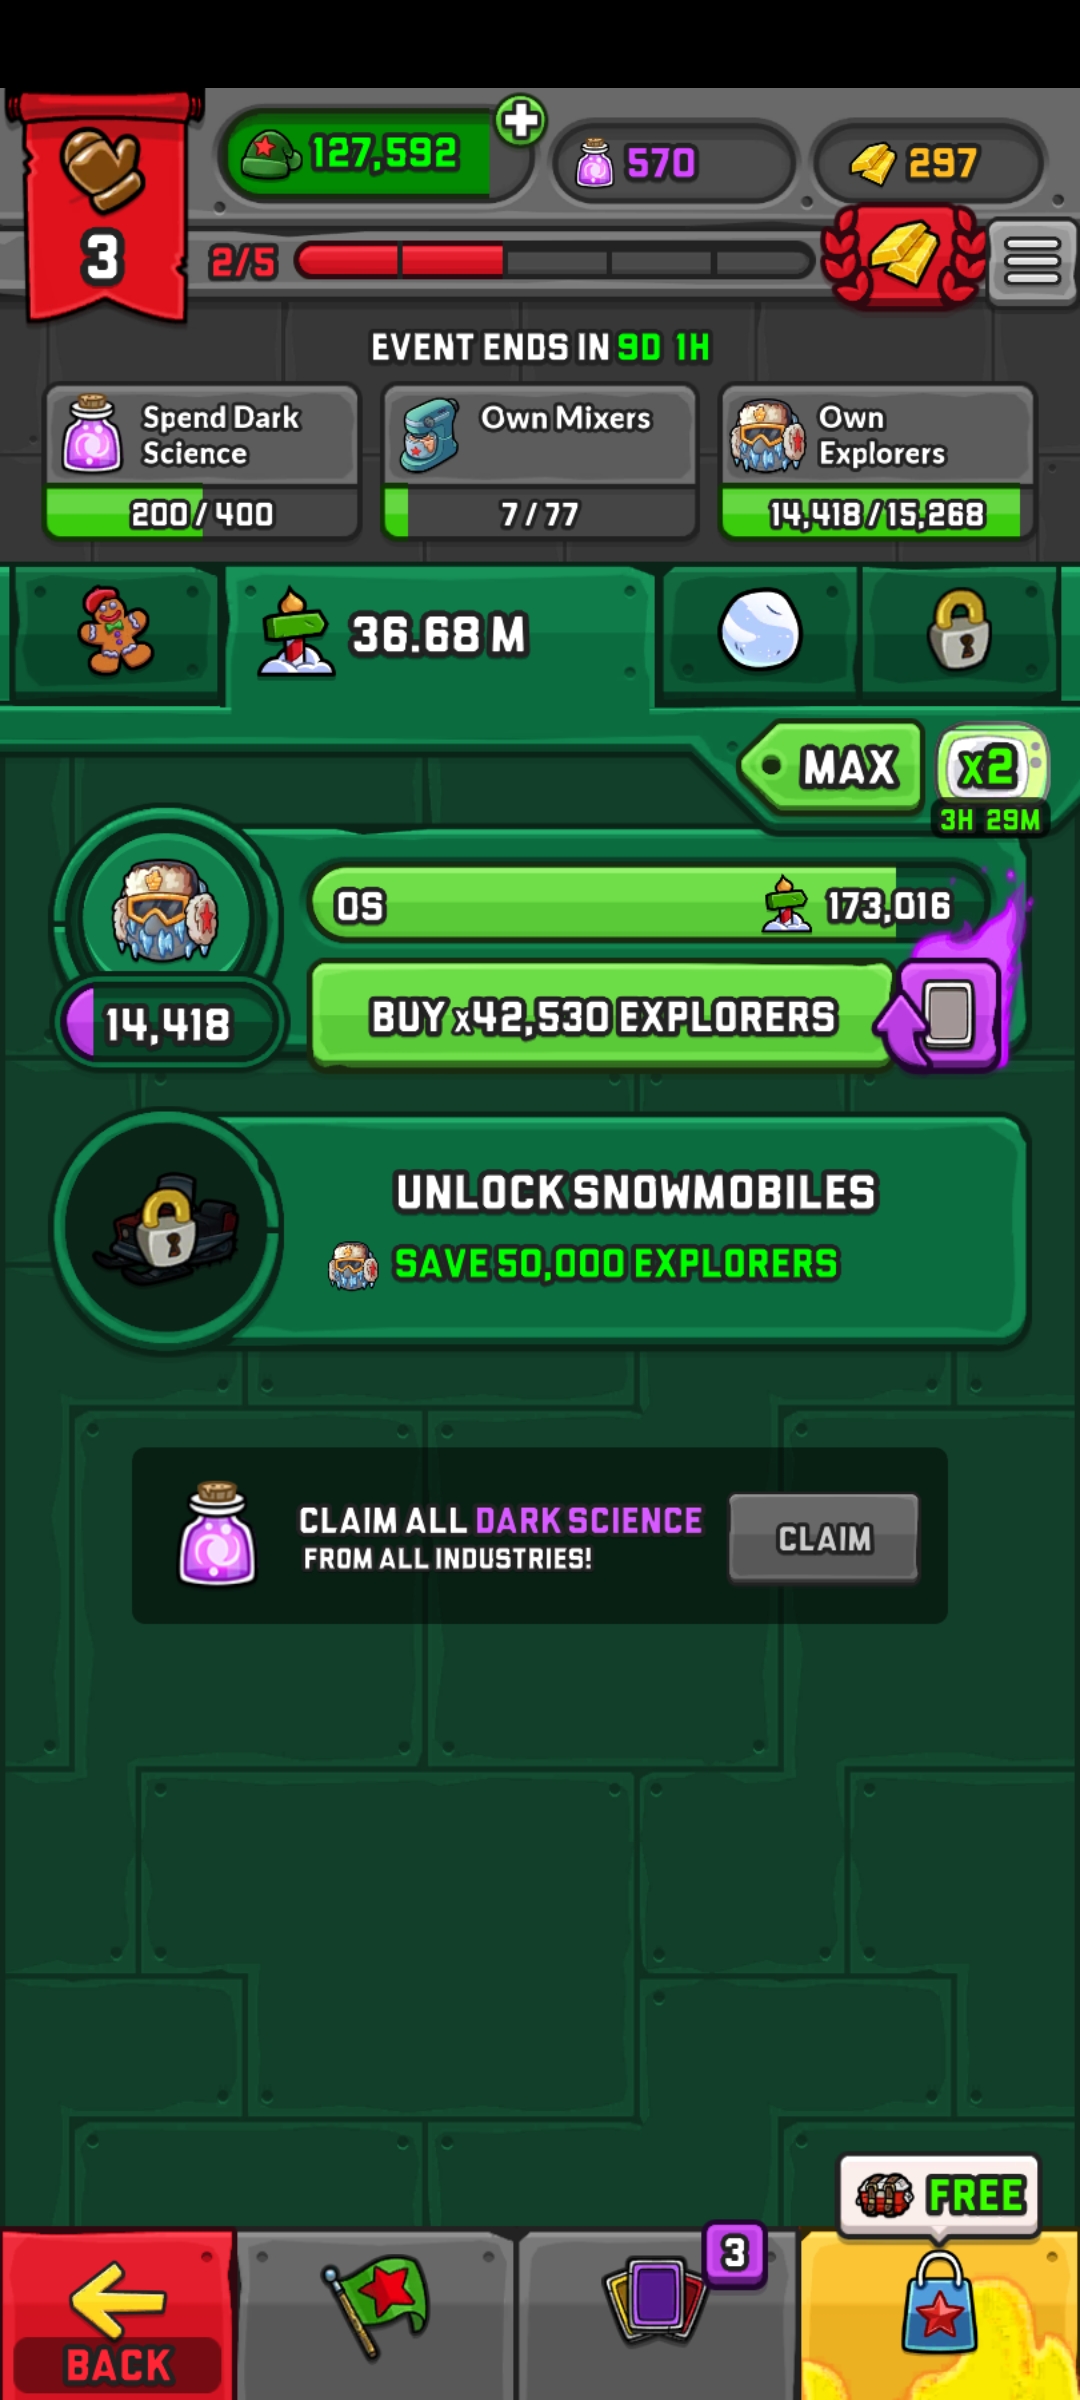 127,592
570
297
3
2/5
EVENT ENDS IN 9D 1H
Spend Dark
Science
200/400
Own Mixers
7/77
Own
Explorers
14,418/15,268
36.68 M
MAX
x2
3H 29M
0S
173,016
14,418
BUY x42,530 EXPLORERS
UNLOCK SNOWMOBILES
SAVE 50,000 EXPLORERS
CLAIM ALL DARK SCIENCE
FROM ALL INDUSTRIES!
CLAIM
FREE
3
BACK